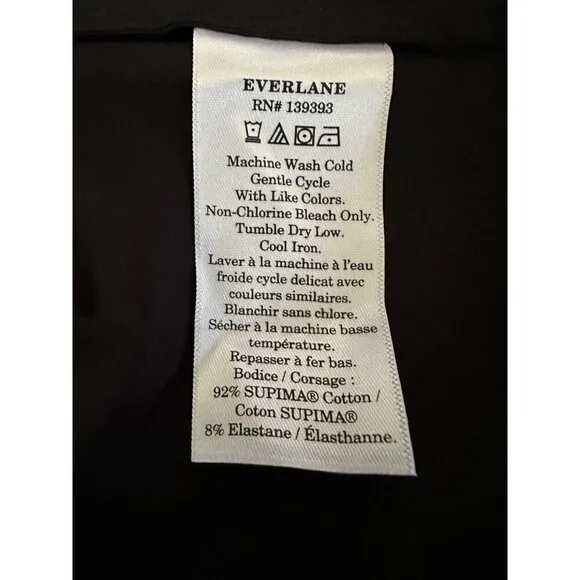 EVERLANE
RN# 139393
Machine Wash Cold
Gentle Cycle
With Like Colors.
Non-Chlorine Bleach Only.
Tumble Dry Low.
Cool Iron.
Laver à la machine à l'eau
froide cycle delicat avec
couleurs similaires.
Blanchir sans chlore.
Sécher à la machine basse
température.
Repasser à fer bas.
Bodice / Corsage :
92% SUPIMA® Cotton /
Coton SUPIMA®
8% Elastane / Élasthanne.